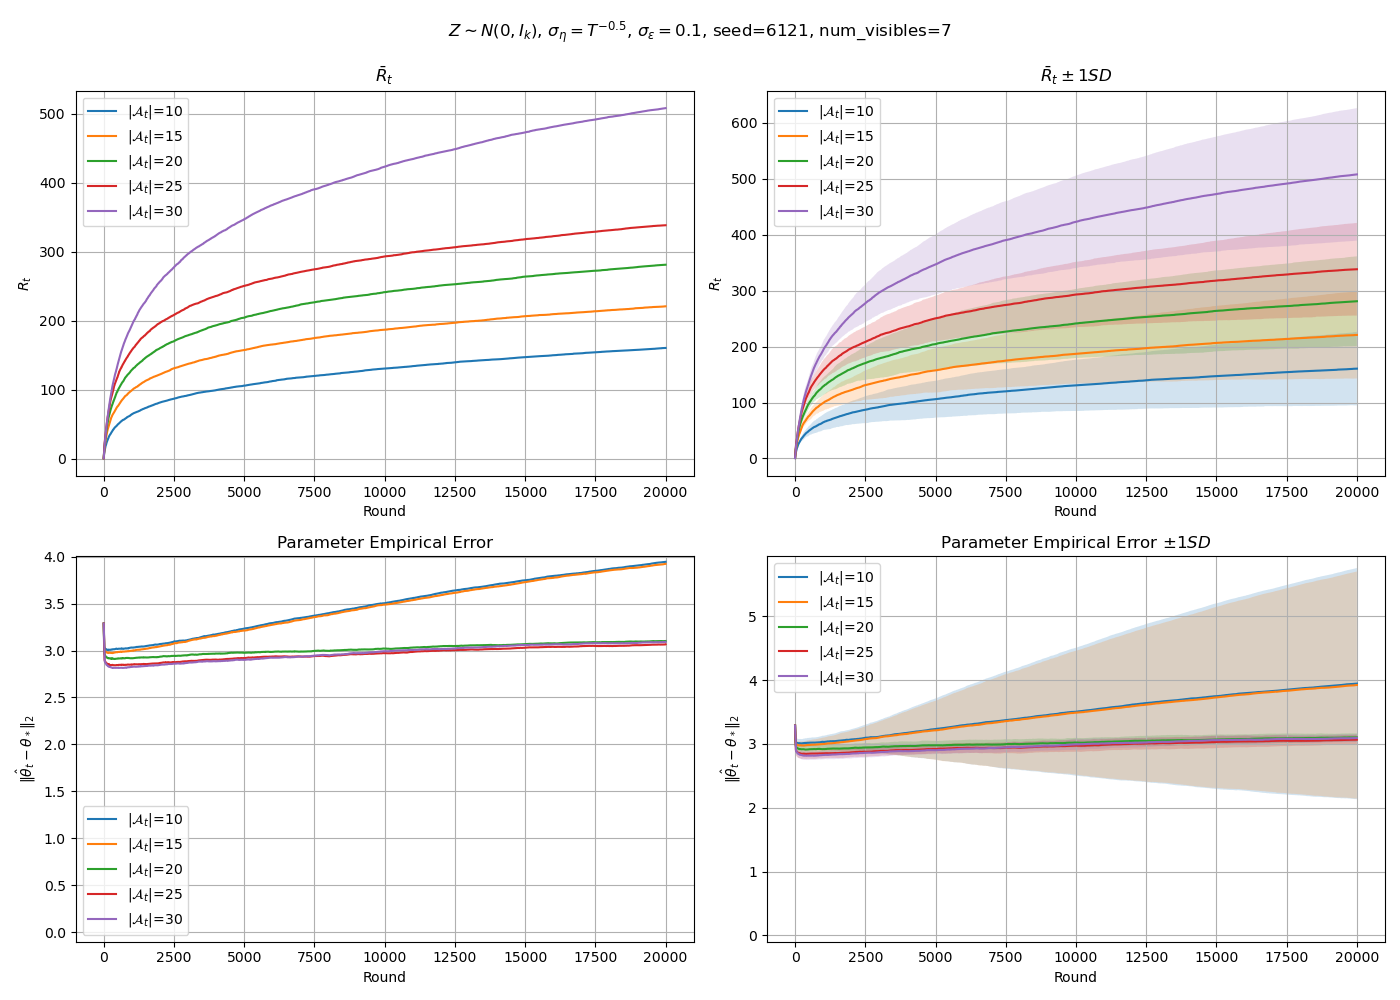 Z ∼ N(0, I_k), σ_η = T^{−0.5}, σ_ε = 0.1, seed=6121, num_visibles=7
R̄_t
R_t
500
400
300
200
100
0
|𝒜_t|=10
|𝒜_t|=15
|𝒜_t|=20
|𝒜_t|=25
|𝒜_t|=30
0 2500 5000 7500 10000 12500 15000 17500 20000
Round
R̄_t ± 1SD
R_t
600
500
400
300
200
100
0
|𝒜_t|=10
|𝒜_t|=15
|𝒜_t|=20
|𝒜_t|=25
|𝒜_t|=30
0 2500 5000 7500 10000 12500 15000 17500 20000
Round
Parameter Empirical Error
‖θ̂_t − θ_*‖_2
4.0
3.5
3.0
2.5
2.0
1.5
1.0
0.5
0.0
|𝒜_t|=10
|𝒜_t|=15
|𝒜_t|=20
|𝒜_t|=25
|𝒜_t|=30
0 2500 5000 7500 10000 12500 15000 17500 20000
Round
Parameter Empirical Error ±1SD
‖θ̂_t − θ_*‖_2
5
4
3
2
1
0
|𝒜_t|=10
|𝒜_t|=15
|𝒜_t|=20
|𝒜_t|=25
|𝒜_t|=30
0 2500 5000 7500 10000 12500 15000 17500 20000
Round